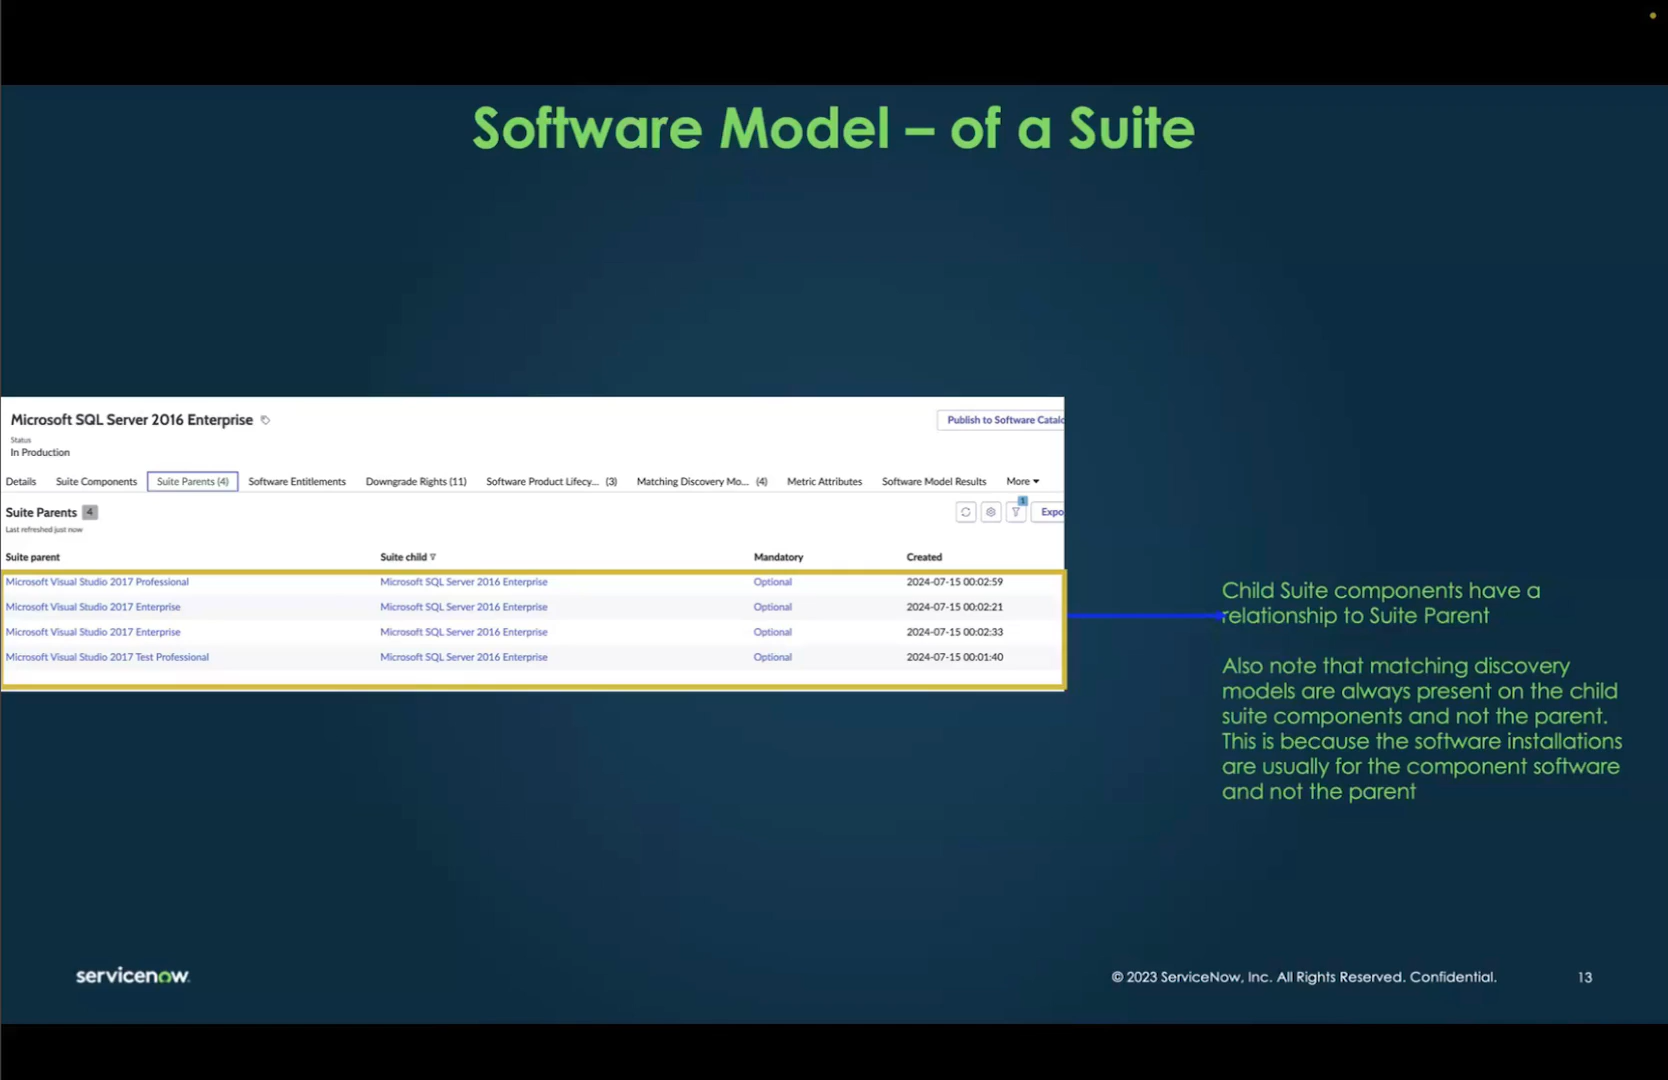 Software Model – of a Suite
Microsoft SQL Server 2016 Enterprise
Publish to Software
Status
In Production
Details Suite Components Suite Parents (4) Software Entitlements Downgrade Rights (11) Software Product Lifecy... (3) Matching Discovery Mo... (4) Metric Attributes Software Model Results More
Suite Parents 4
1
Expo
Last refreshed just now
Suite parent Suite child Mandatory Created
Microsoft Visual Studio 2017 Professional Microsoft SQL Server 2016 Enterprise Optional 2024-07-15 00:02:59
Microsoft Visual Studio 2017 Enterprise Microsoft SQL Server 2016 Enterprise Optional 2024-07-15 00:02:21
Microsoft Visual Studio 2017 Enterprise Microsoft SQL Server 2016 Enterprise Optional 2024-07-15 00:02:33
Microsoft Visual Studio 2017 Test Professional Microsoft SQL Server 2016 Enterprise Optional 2024-07-15 00:01:40
Child Suite components have a
relationship to Suite Parent
Also note that matching discovery
models are always present on the child
suite components and not the parent.
This is because the software installations
are usually for the component software
and not the parent
servicenow.
© 2023 ServiceNow, Inc. All Rights Reserved. Confidential.
13